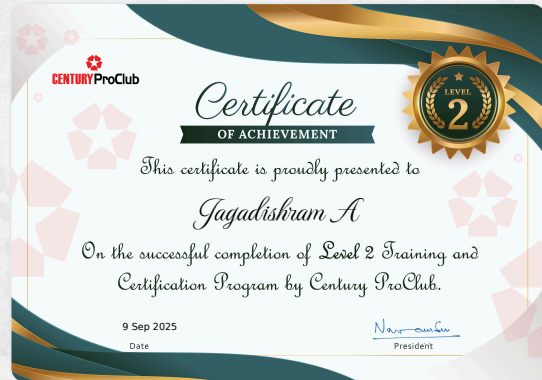 CENTURY ProClub
LEVEL
2
Certificate
OF ACHIEVEMENT
This certificate is proudly presented to
Jagadishram A
On the successful completion of Level 2 Training and
Certification Program by Century ProClub.
9 Sep 2025
Date
President